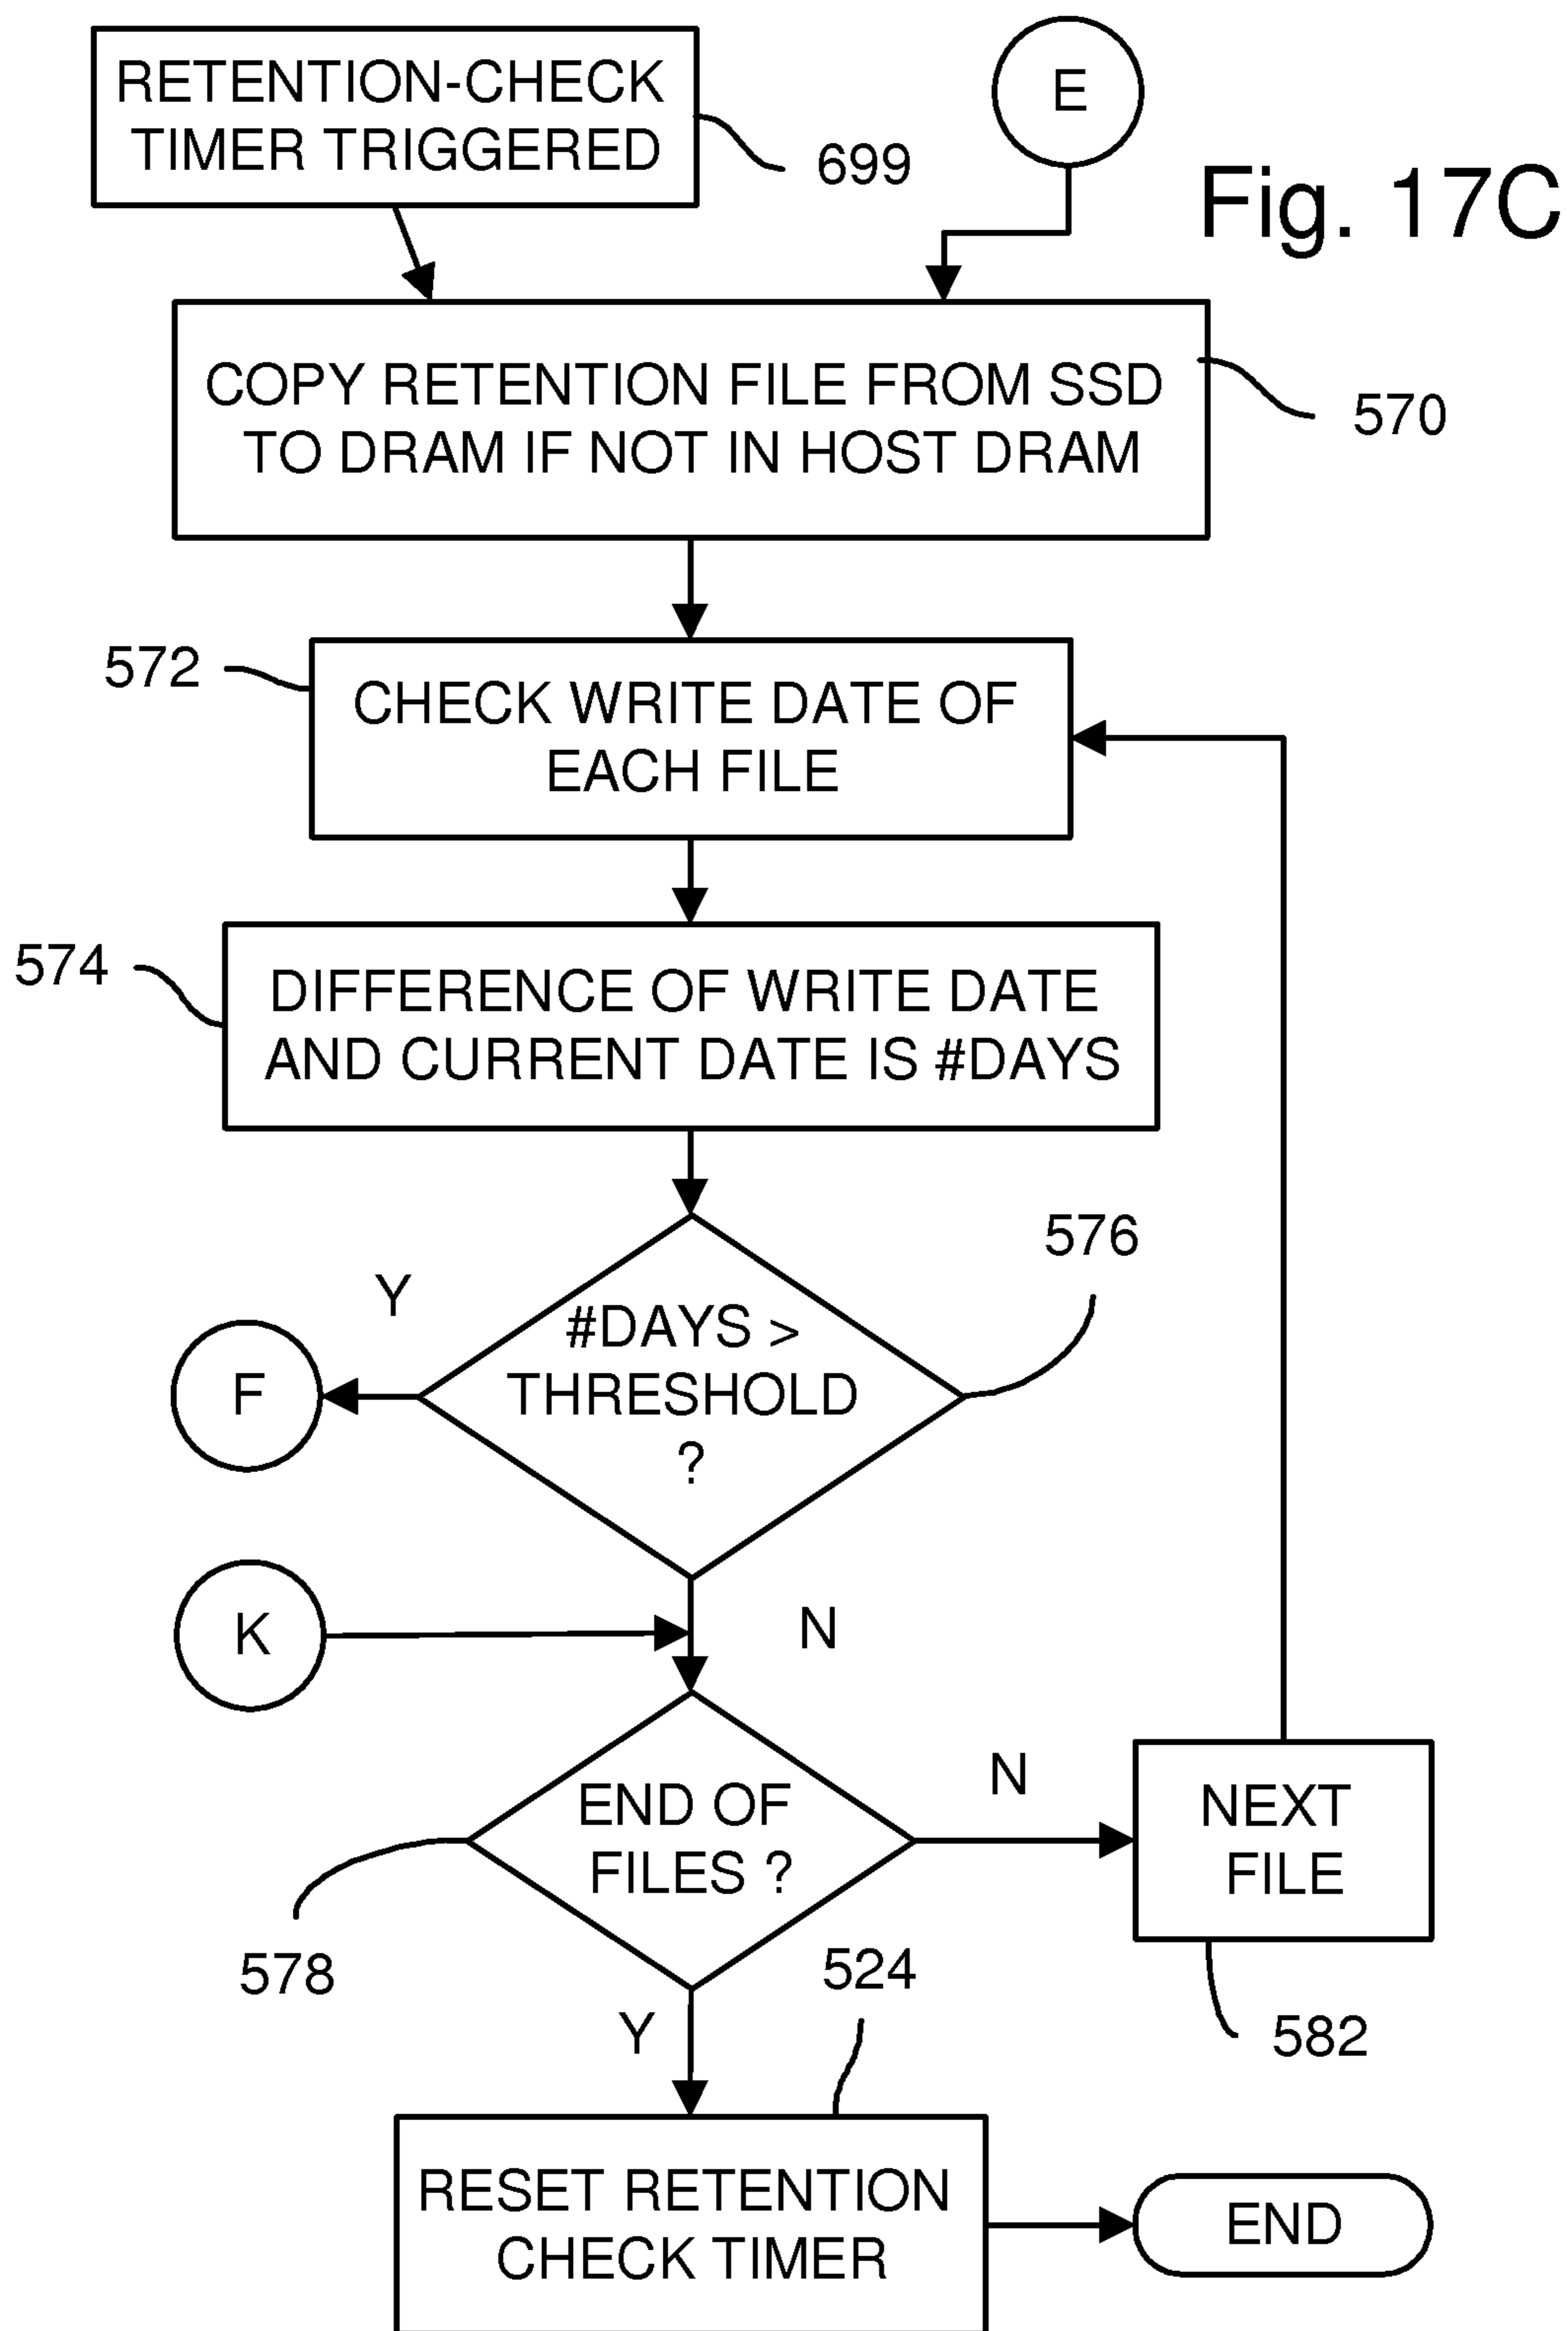 RETENTION-CHECK
TIMER TRIGGERED
699
E
Fig. 17C
COPY RETENTION FILE FROM SSD
TO DRAM IF NOT IN HOST DRAM
570
572
CHECK WRITE DATE OF
EACH FILE
574
DIFFERENCE OF WRITE DATE
AND CURRENT DATE IS #DAYS
576
Y
#DAYS >
THRESHOLD
?
F
K
N
END OF
FILES ?
N
NEXT
FILE
578
524
582
Y
RESET RETENTION
CHECK TIMER
END